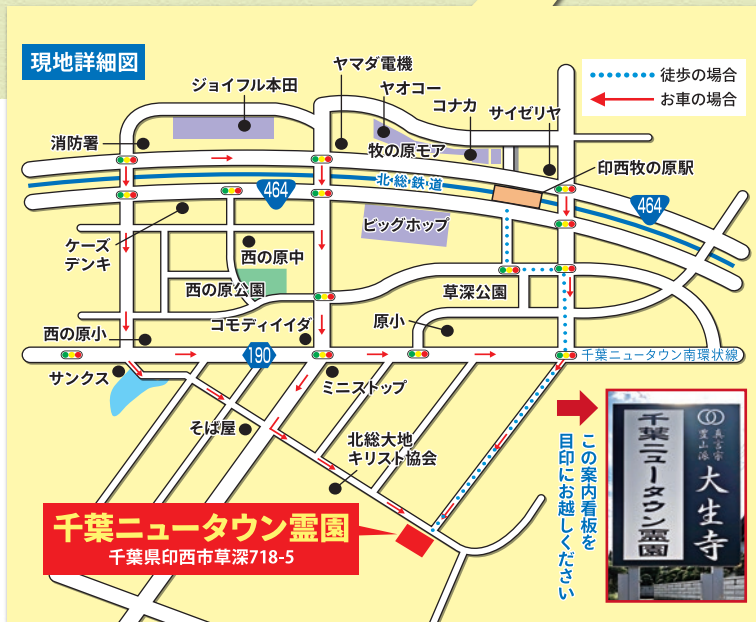 現地詳細図
徒歩の場合
お車の場合
ヤマダ電機
ジョイフル本田
ヤオコー
コナカ
サイゼリヤ
消防署
牧の原モア
印西牧の原駅
北総鉄道
464
464
ケーズ
デンキ
ビッグホップ
西の原中
西の原公園
草深公園
西の原小
コモディイイダ
原小
190
千葉ニュータウン南環状線
サンクス
ミニストップ
そば屋
北総大地
キリスト協会
千葉ニュータウン霊園
千葉県印西市草深718-5
この案内看板を
目印にお越しください
真言宗
豊山派
大生寺
千葉ニュータウン霊園